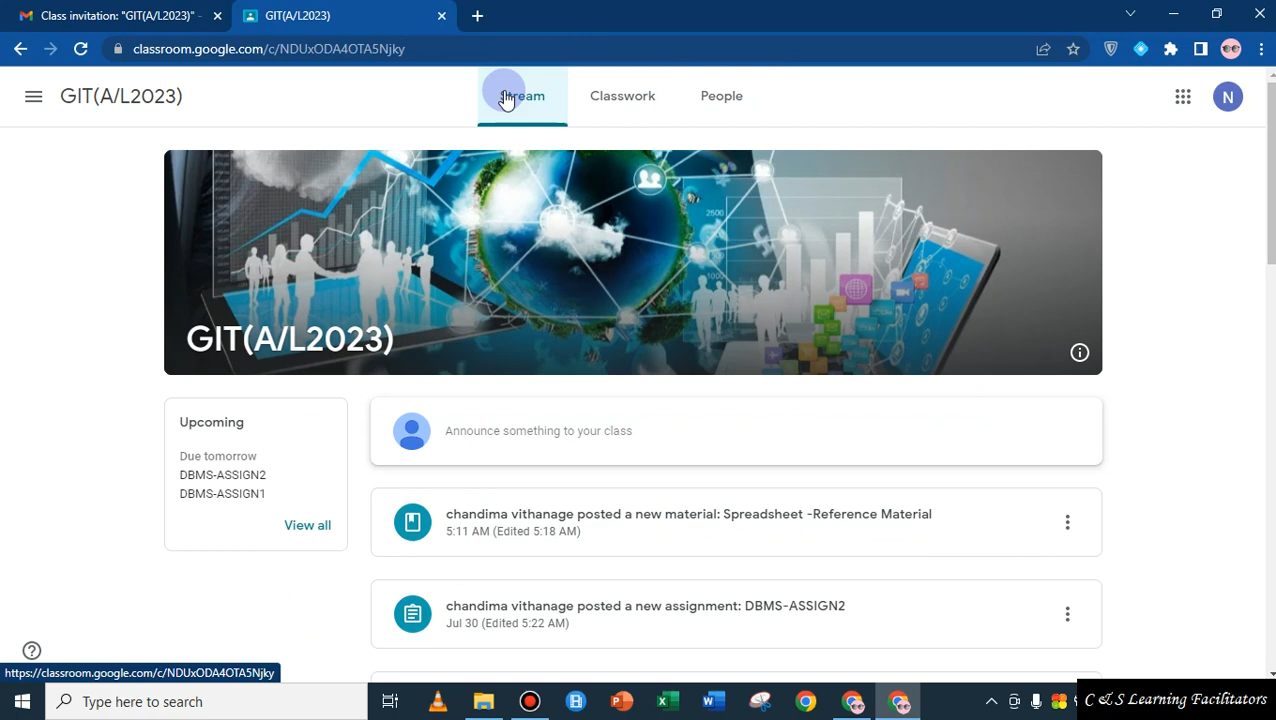 Class invitation: "GIT(A/L2023)" -
GIT(A/L2023)
classroom.google.com/c/NDUxODA4OTA5Njky
GIT(A/L2023)
Stream
Classwork
People
N
2500
GIT(A/L2023)
Upcoming
Due tomorrow
DBMS-ASSIGN2
DBMS-ASSIGN1
View all
Announce something to your class
chandima vithanage posted a new material: Spreadsheet -Reference Material
5:11 AM (Edited 5:18 AM)
chandima vithanage posted a new assignment: DBMS-ASSIGN2
Jul 30 (Edited 5:22 AM)
https://classroom.google.com/c/NDUxODA4OTA5Njky
Type here to search
C & S Learning Facilitators